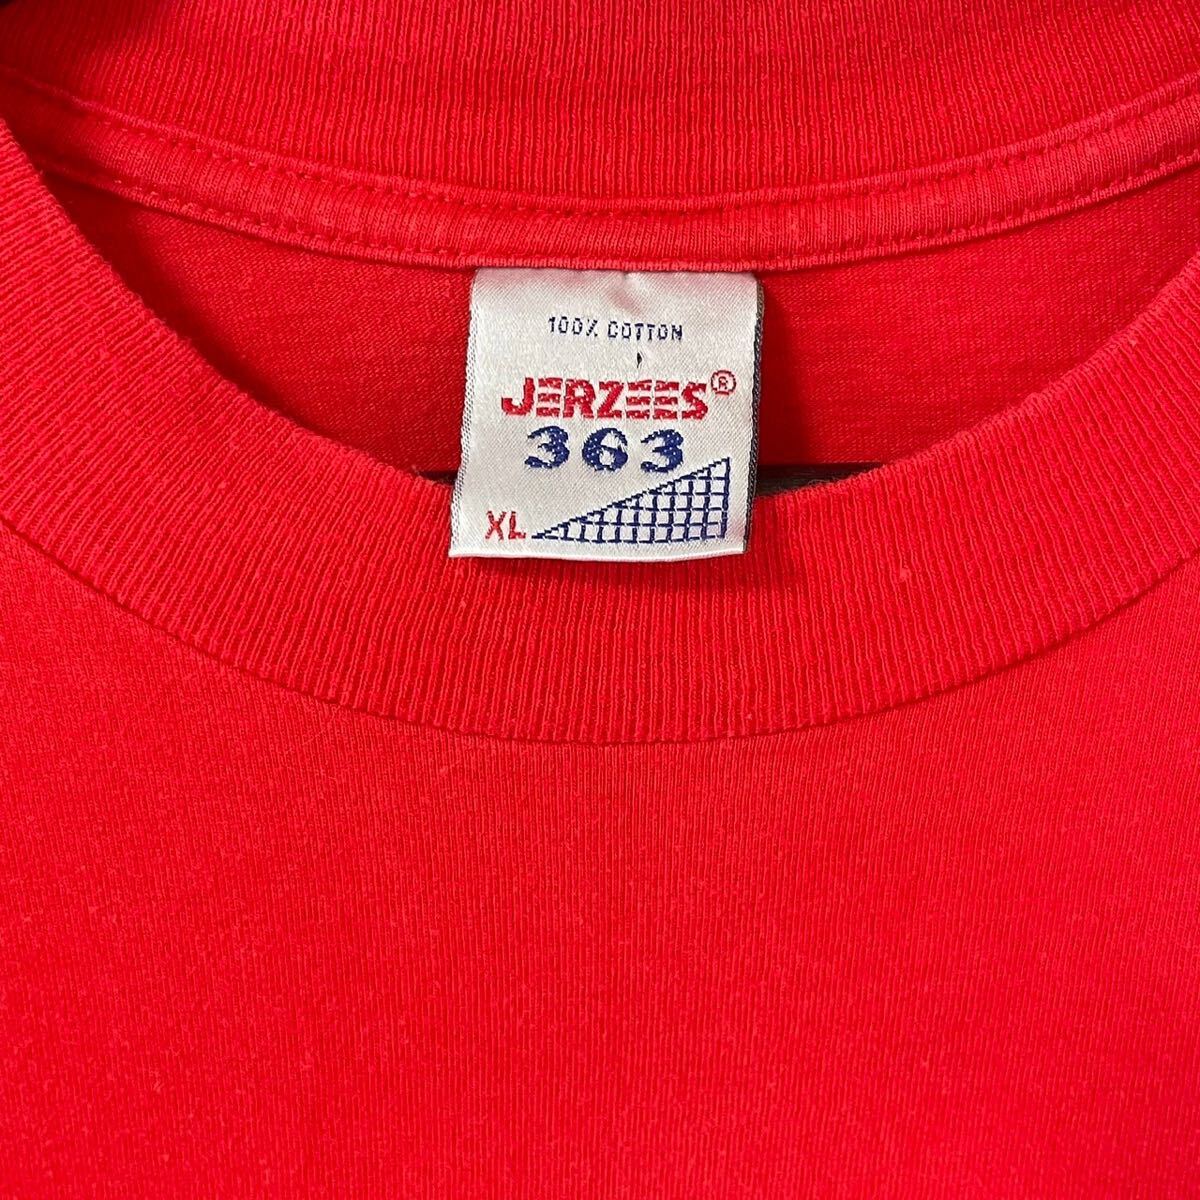 100% COTTON
JERZEES®
363
XL